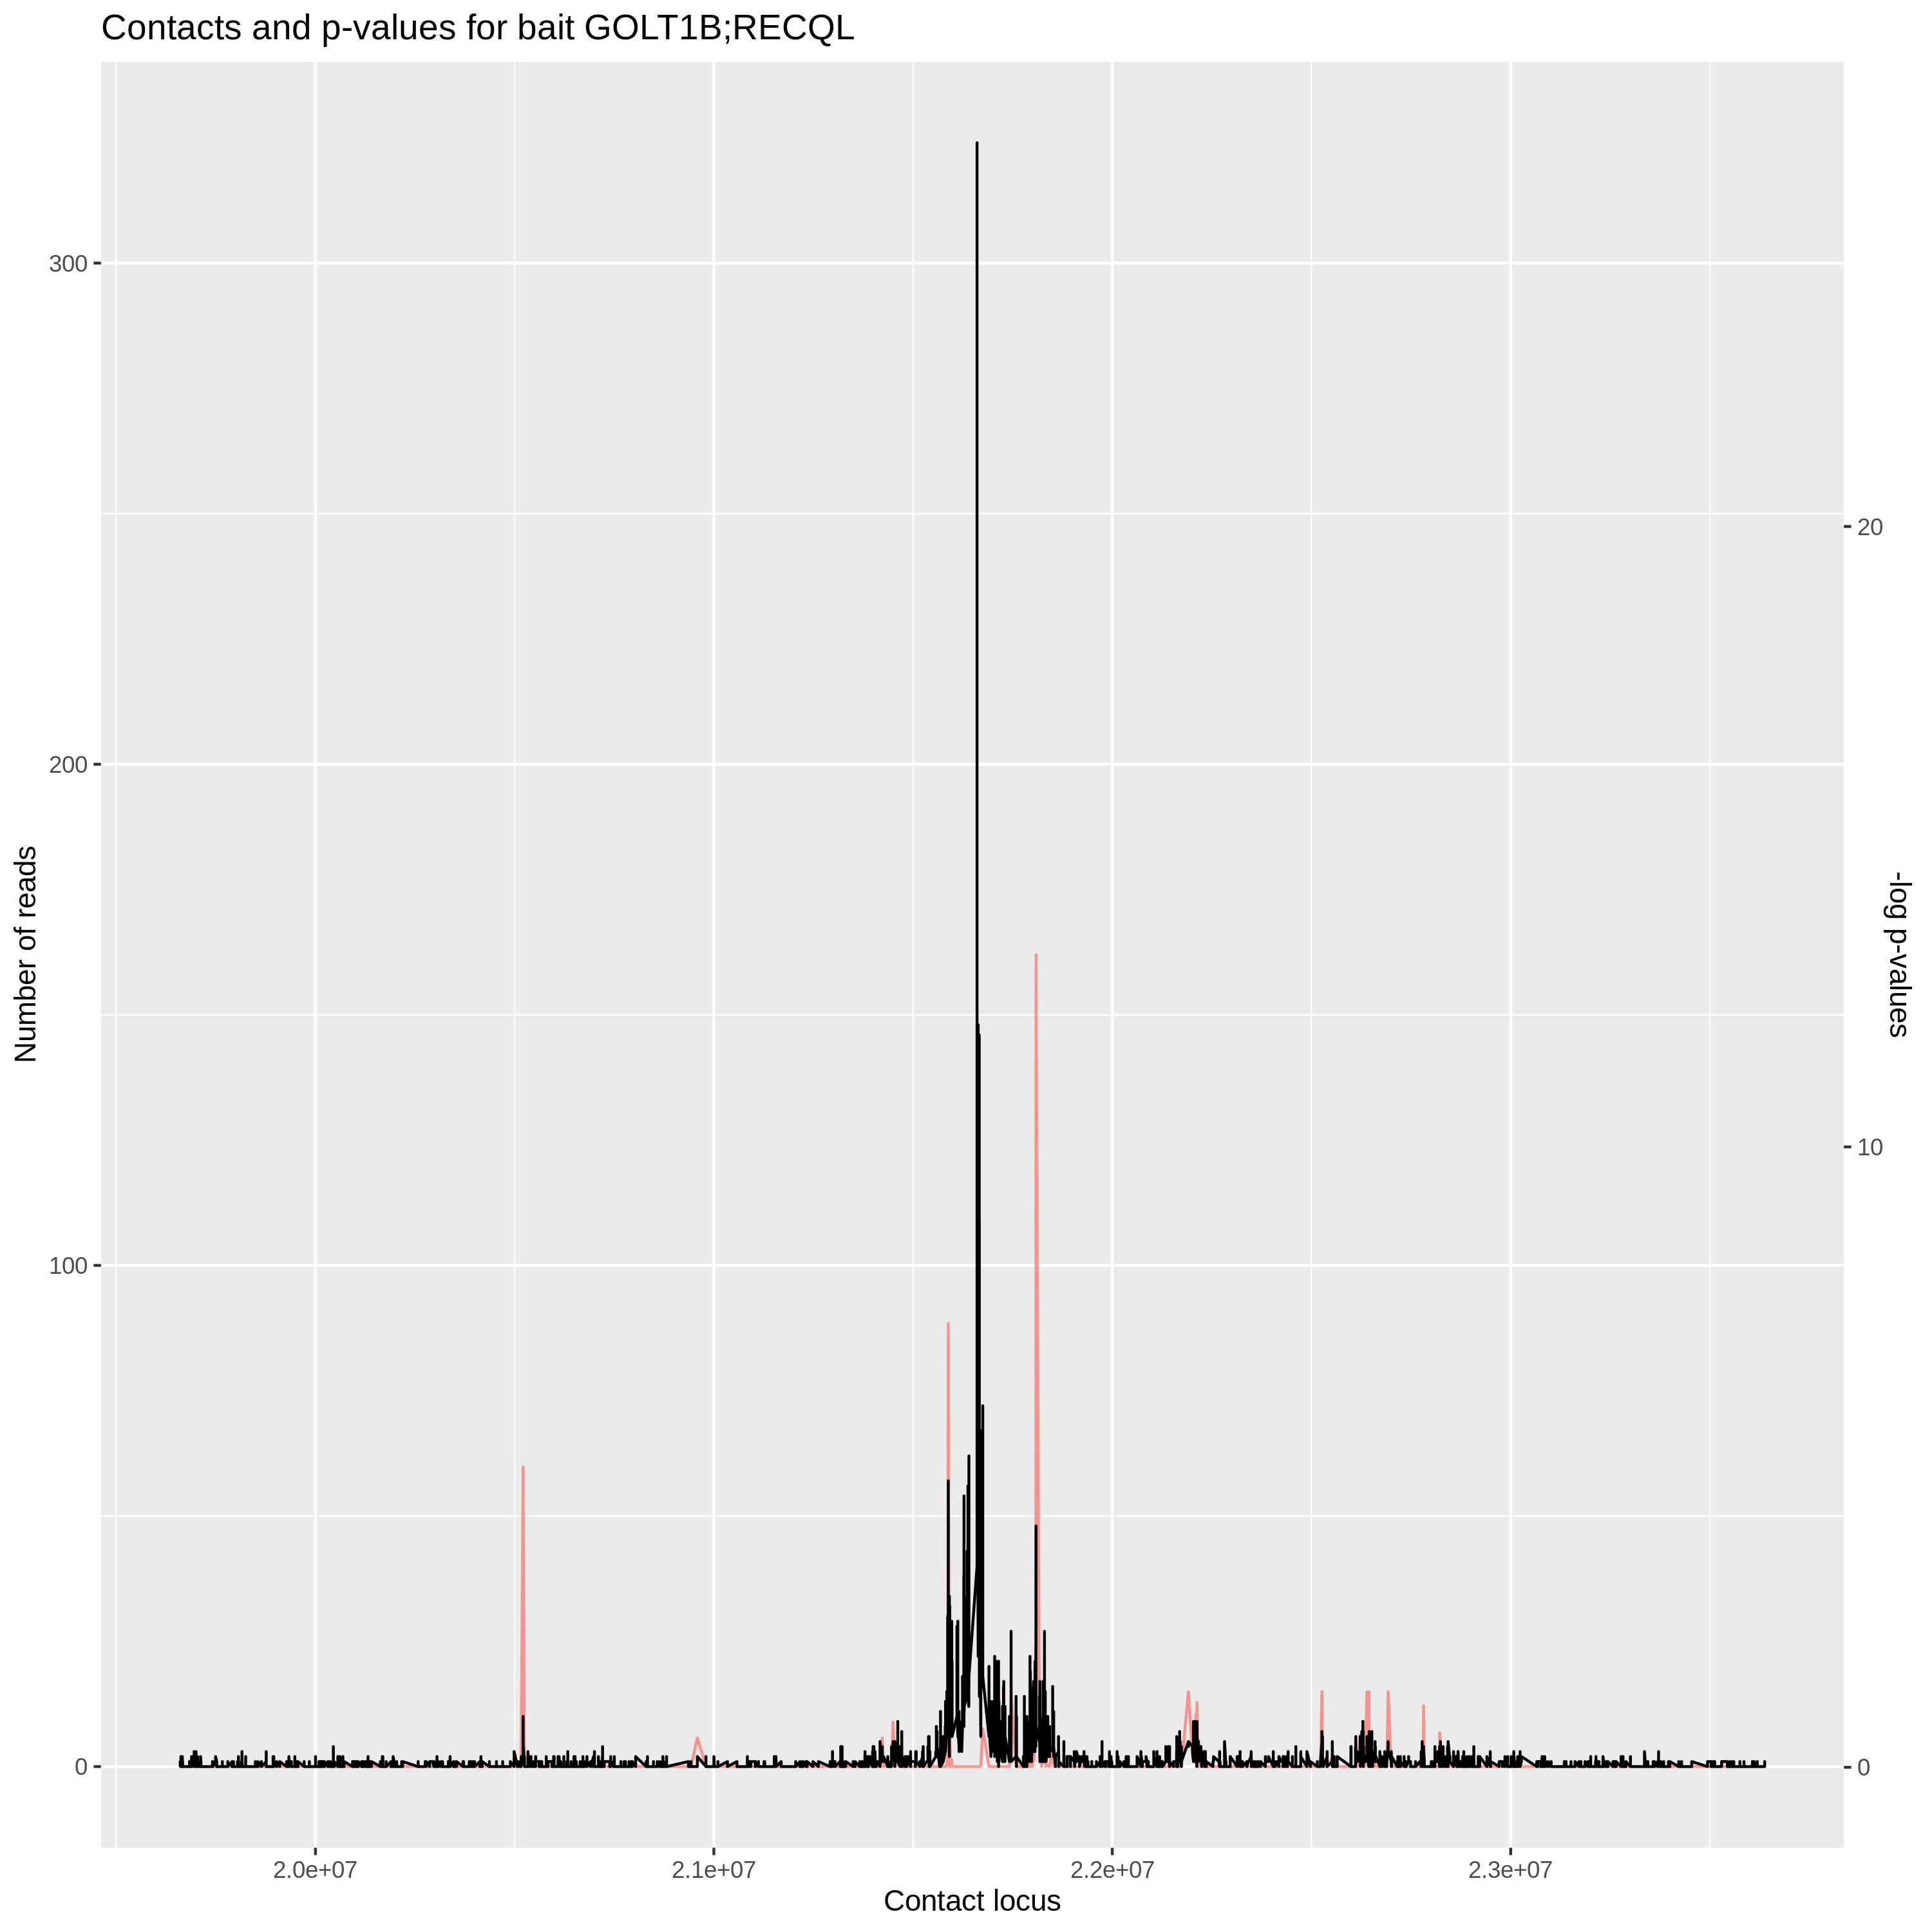 Contacts and p-values for bait GOLT1B;RECQL
300
200
100
0
Number of reads
20
10
0
-log p-values
2.0e+07
2.1e+07
2.2e+07
2.3e+07
Contact locus